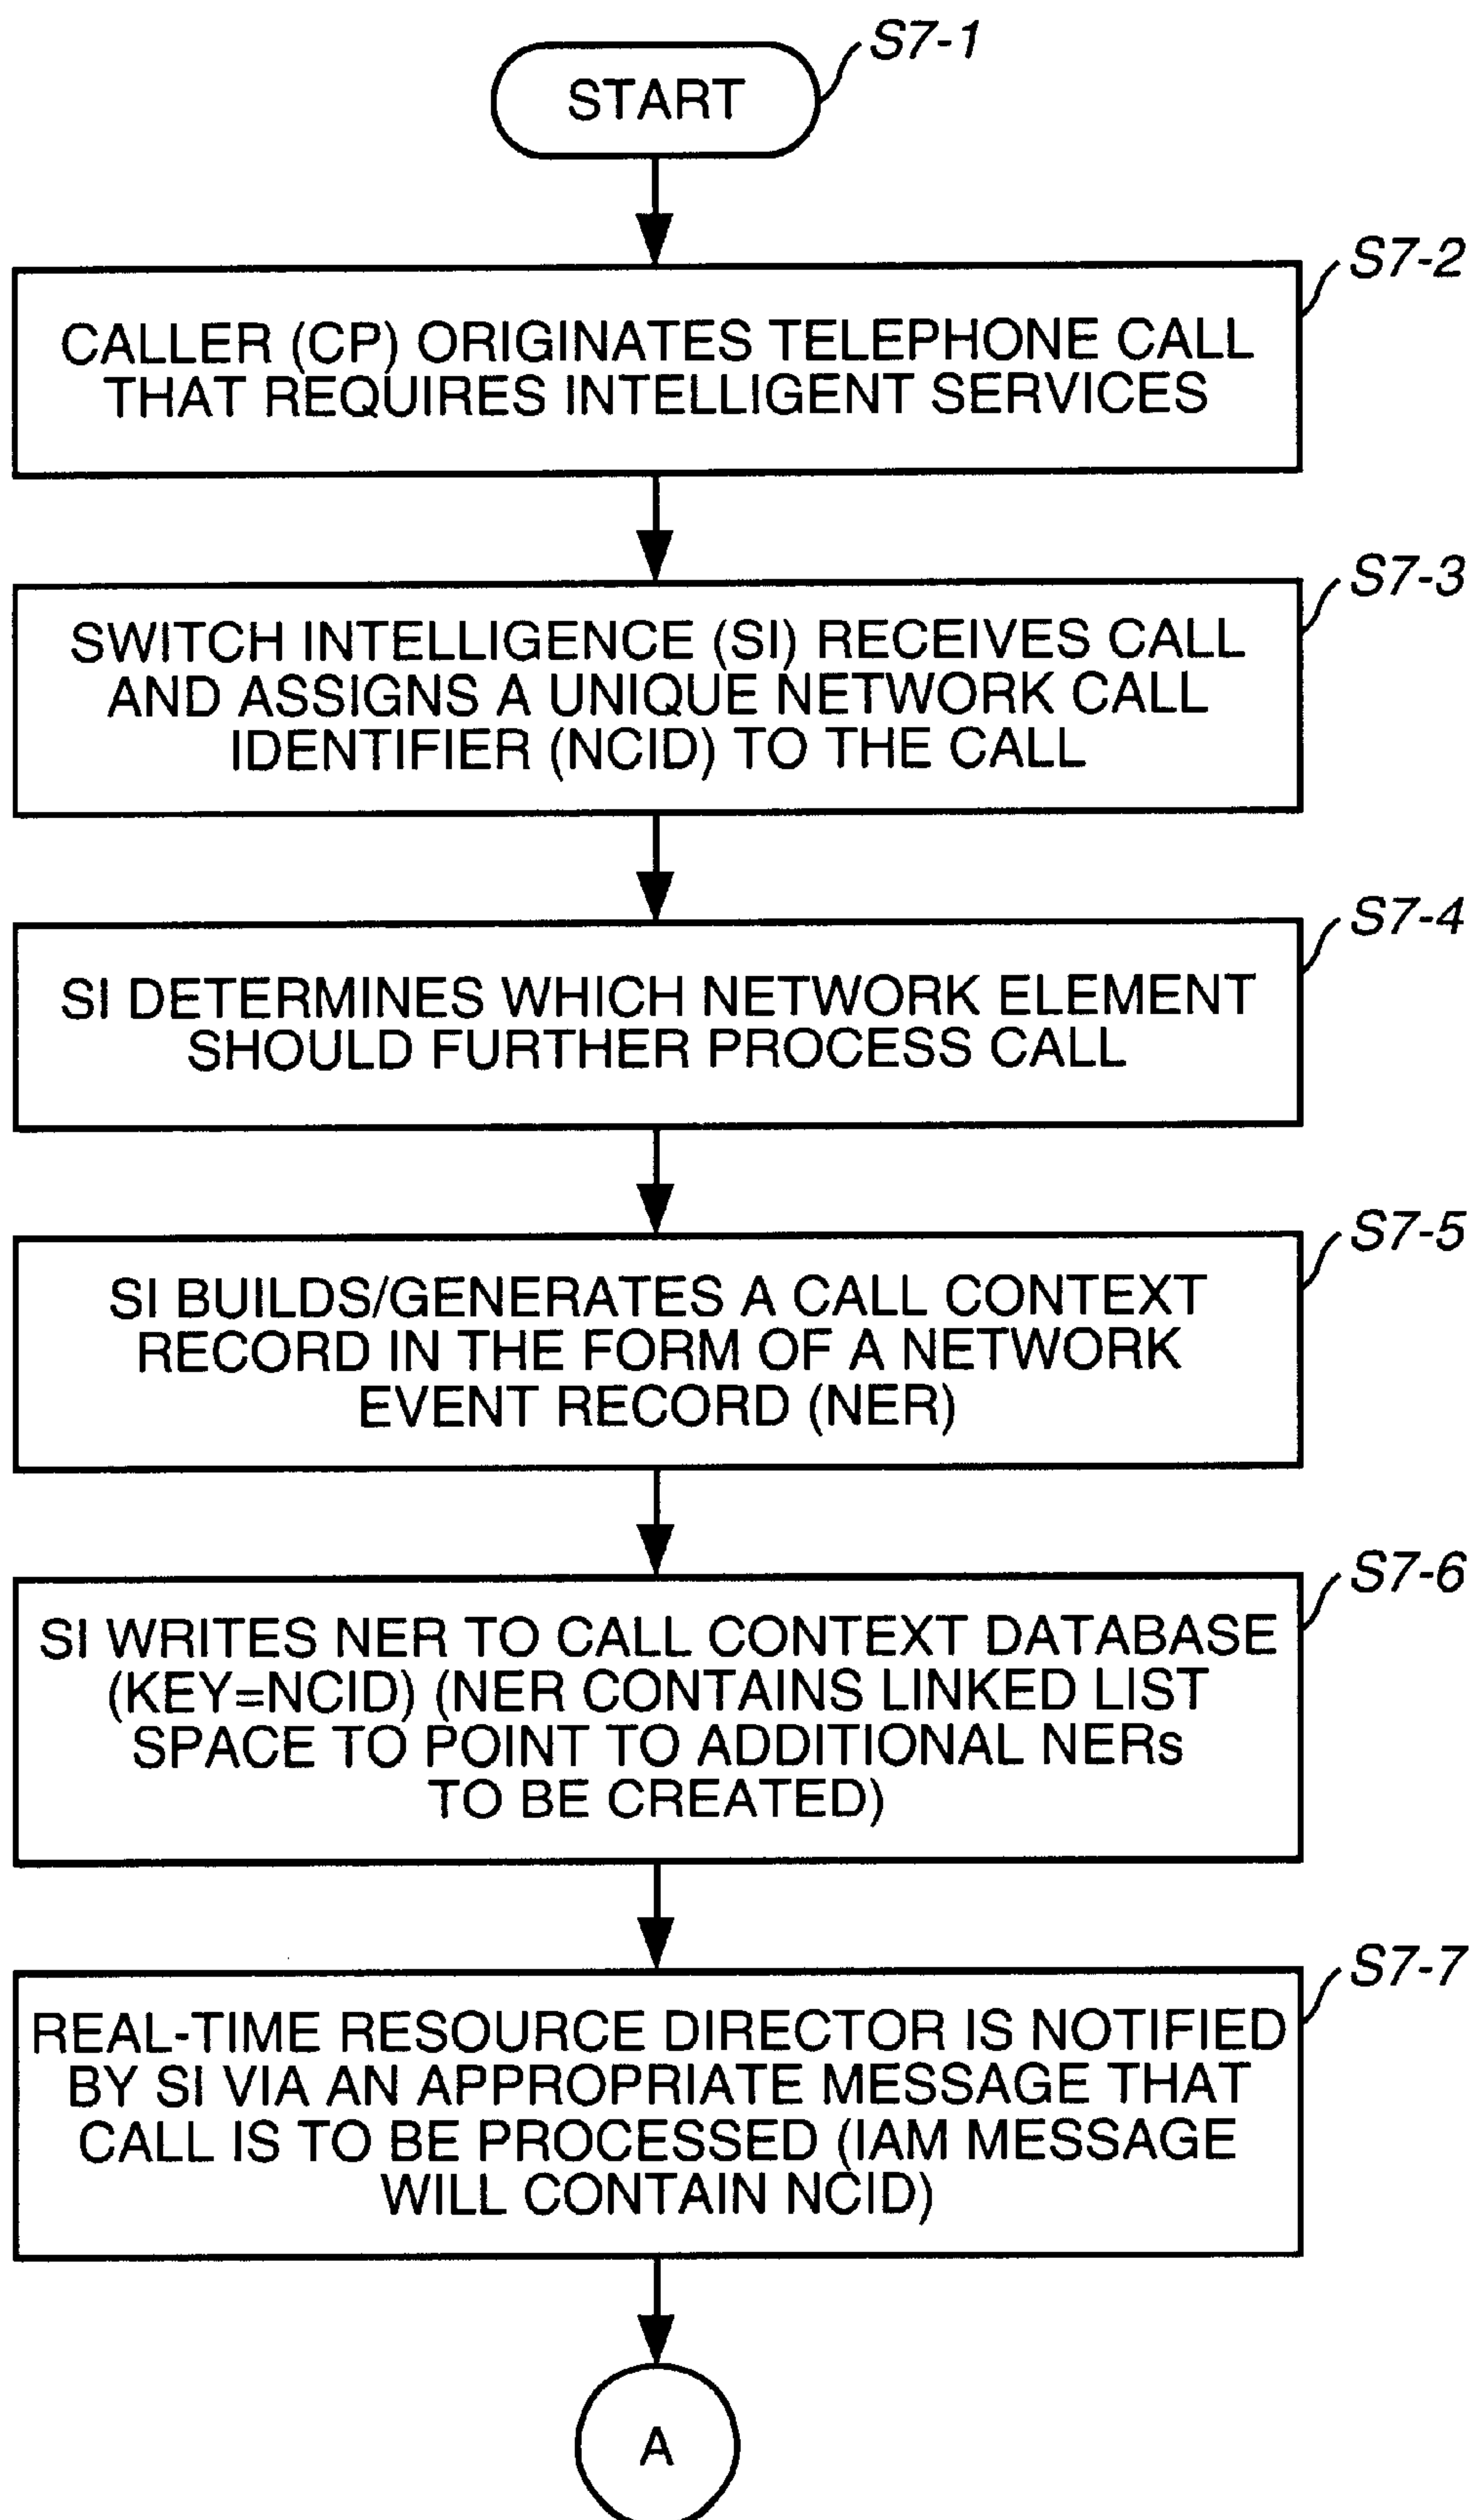 S7-1
START
S7-2
CALLER (CP) ORIGINATES TELEPHONE CALL
THAT REQUIRES INTELLIGENT SERVICES
S7-3
SWITCH INTELLIGENCE (SI) RECEIVES CALL
AND ASSIGNS A UNIQUE NETWORK CALL
IDENTIFIER (NCID) TO THE CALL
S7-4
SI DETERMINES WHICH NETWORK ELEMENT
SHOULD FURTHER PROCESS CALL
S7-5
SI BUILDS/GENERATES A CALL CONTEXT
RECORD IN THE FORM OF A NETWORK
EVENT RECORD (NER)
S7-6
SI WRITES NER TO CALL CONTEXT DATABASE
(KEY=NCID) (NER CONTAINS LINKED LIST
SPACE TO POINT TO ADDITIONAL NERs
TO BE CREATED)
S7-7
REAL-TIME RESOURCE DIRECTOR IS NOTIFIED
BY SI VIA AN APPROPRIATE MESSAGE THAT
CALL IS TO BE PROCESSED (IAM MESSAGE
WILL CONTAIN NCID)
A